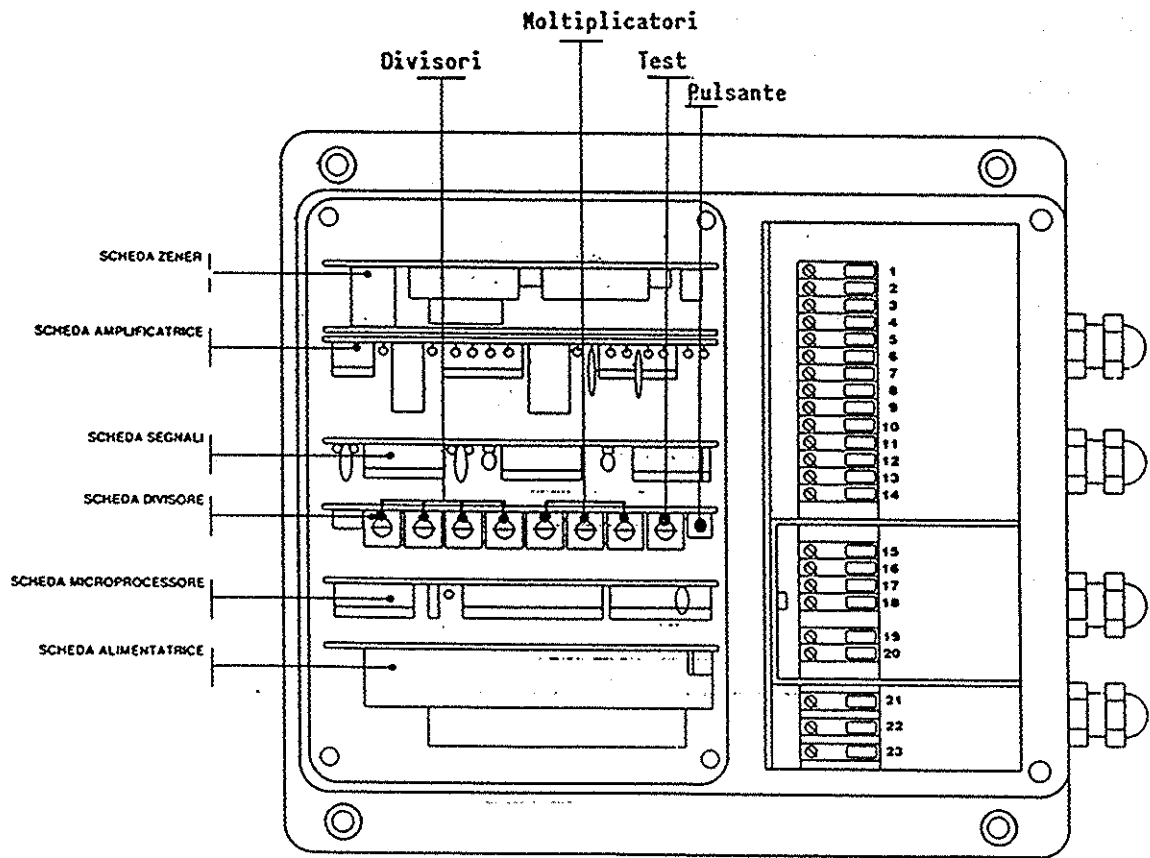 Moltiplicatori
Divisori
Test
Pulsante
SCHEDA ZENER
SCHEDA AMPLIFICATRICE
SCHEDA SEGNALI
SCHEDA DIVISORE
SCHEDA MICROPROCESSORE
SCHEDA ALIMENTATRICE
1
2
3
4
5
6
7
8
9
10
11
12
13
14
15
16
17
18
19
20
21
22
23